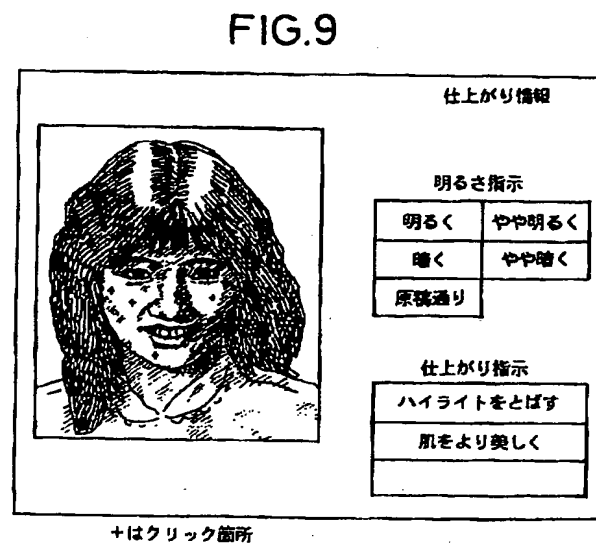 FIG.9
仕上がり情報
明るさ指示
明るく やや明るく
暗く やや暗く
原稿通り
仕上がり指示
ハイライトをとばす
肌をより美しく
+はクリック箇所